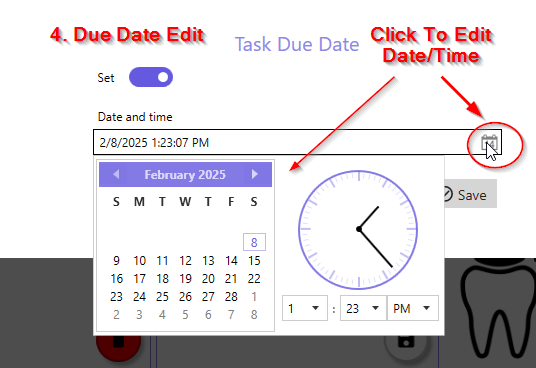 4. Due Date Edit
Task Due Date
Click To Edit
Date/Time
Set
Date and time
2/8/2025 1:23:07 PM
Save
February 2025
S M T W T F S
8
9 10 11 12 13 14 15
16 17 18 19 20 21 22
23 24 25 26 27 28 1
2 3 4 5 6 7 8
1 : 23 PM